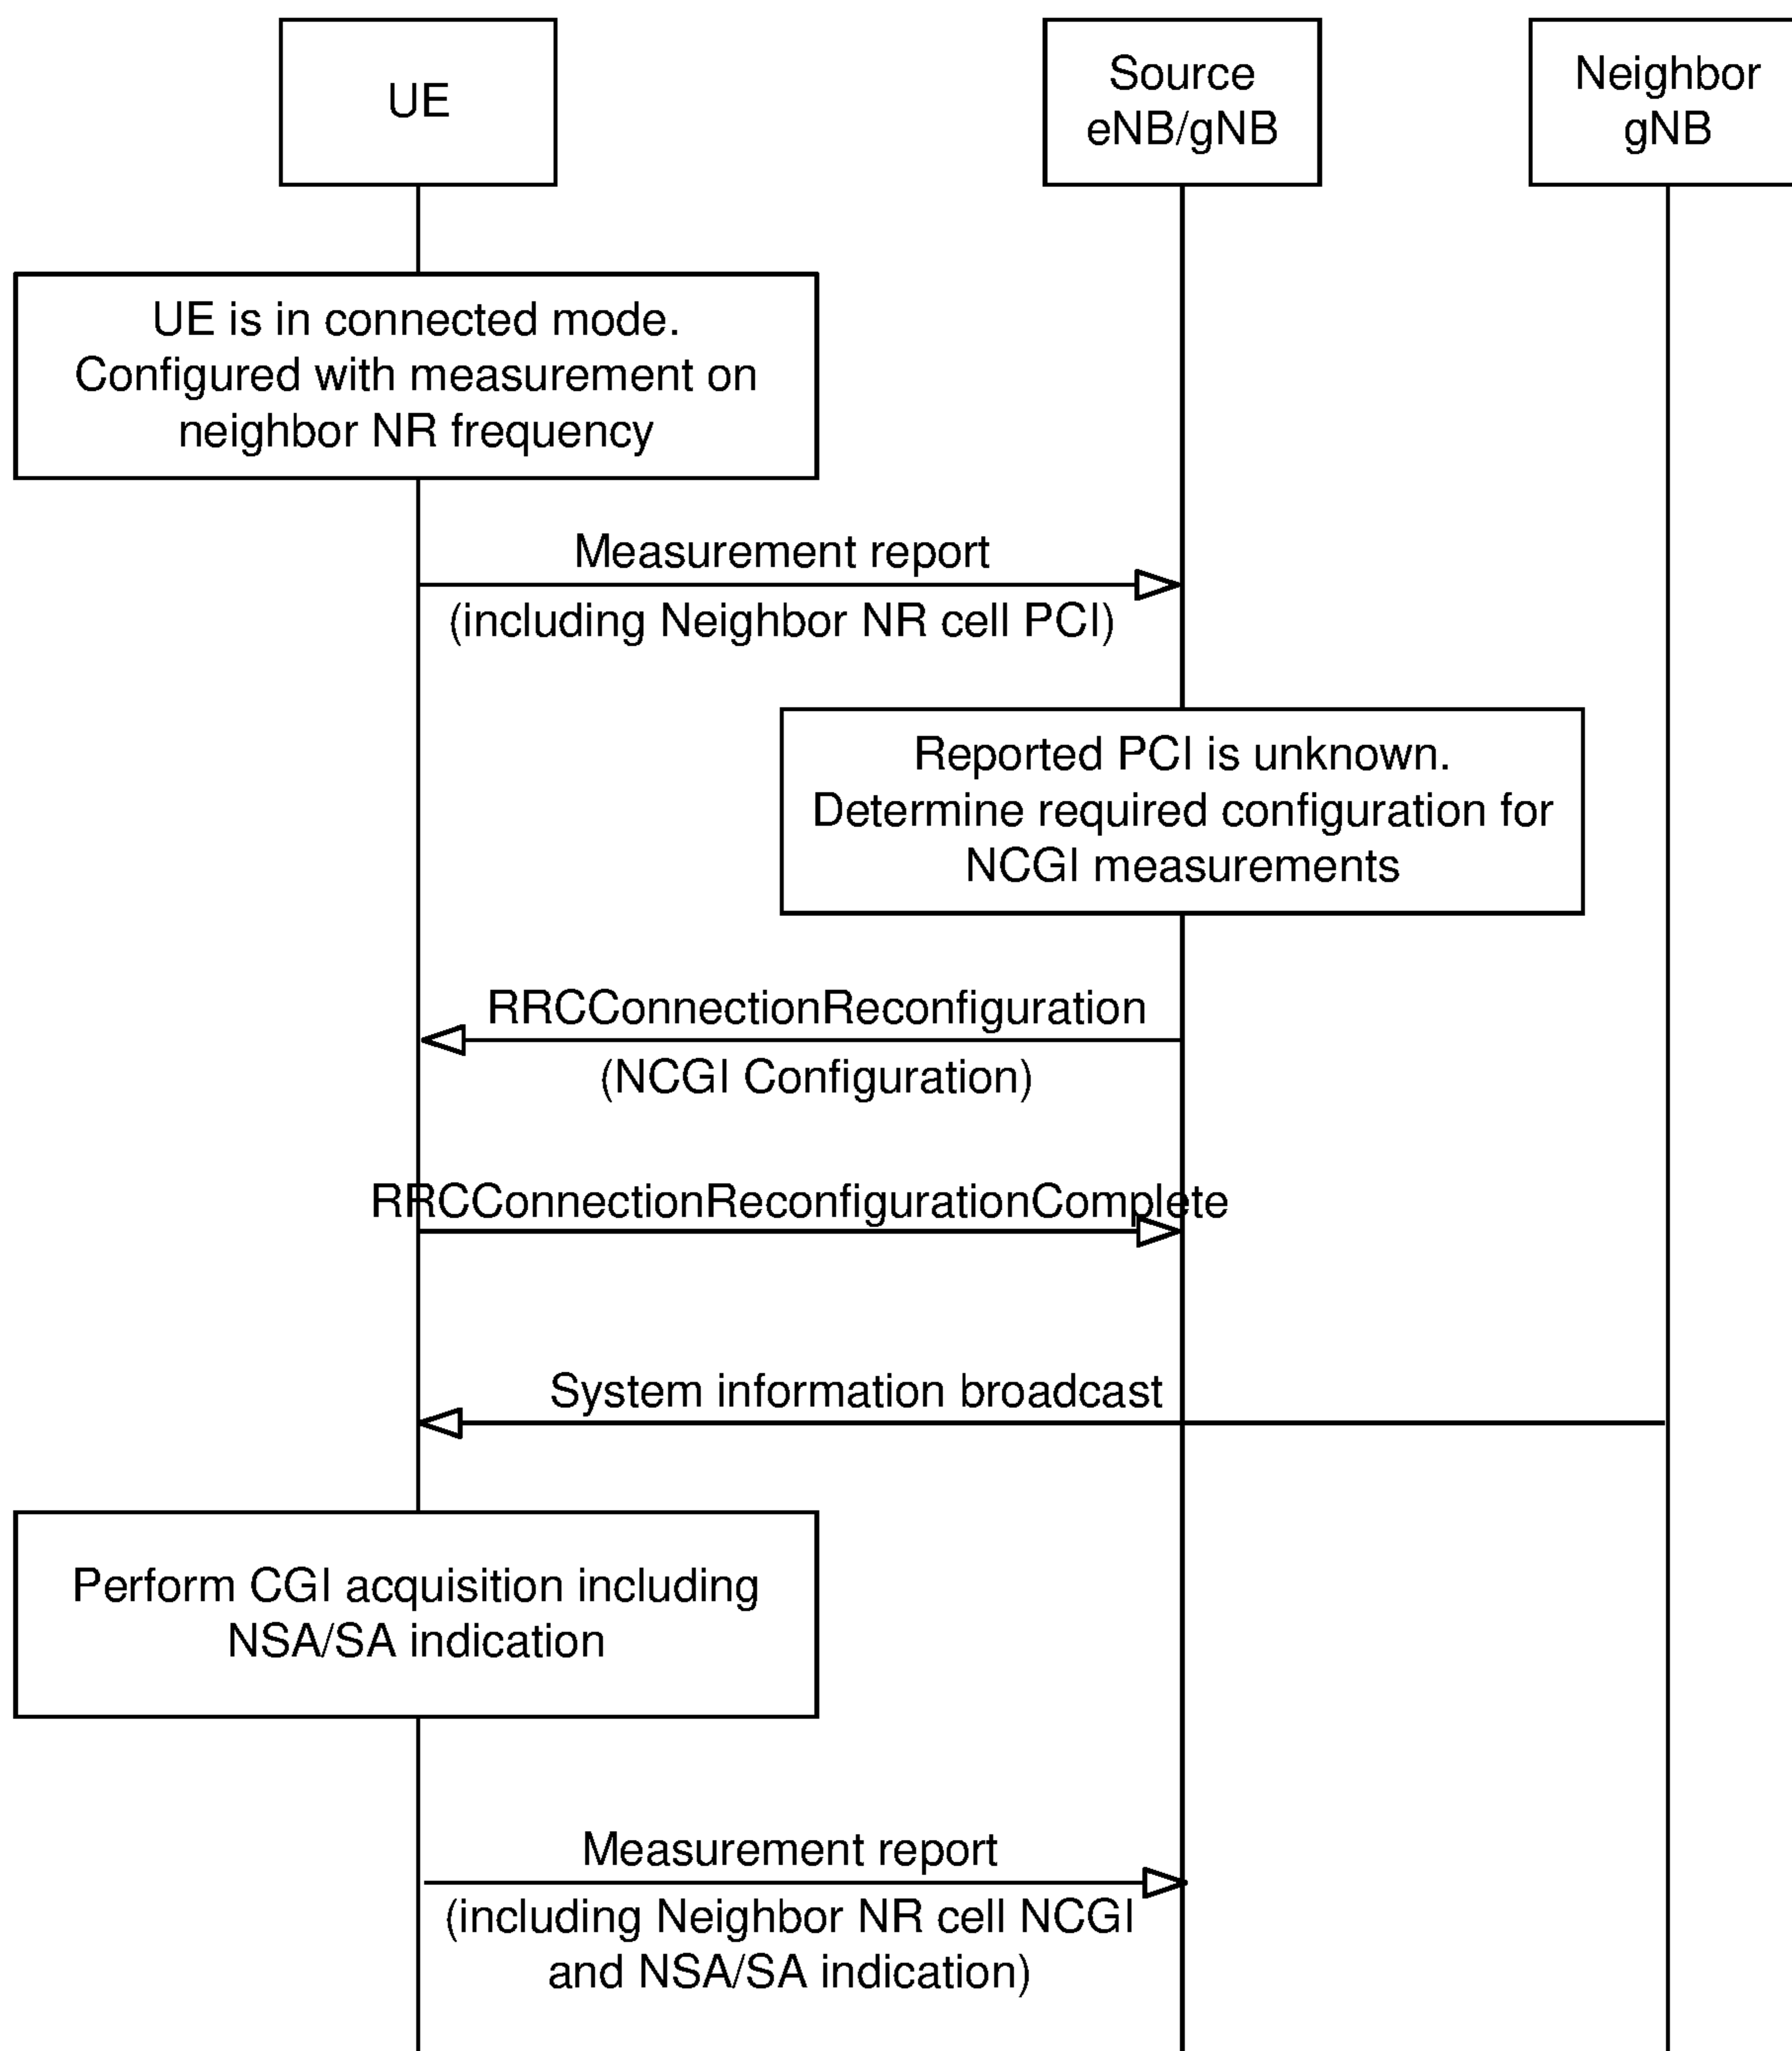 UE
Source
eNB/gNB
Neighbor
gNB
UE is in connected mode.
Configured with measurement on
neighbor NR frequency
Measurement report
(including Neighbor NR cell PCI)
Reported PCI is unknown.
Determine required configuration for
NCGI measurements
RRCConnectionReconfiguration
(NCGI Configuration)
RRCConnectionReconfigurationComplete
System information broadcast
Perform CGI acquisition including
NSA/SA indication
Measurement report
(including Neighbor NR cell NCGI
and NSA/SA indication)